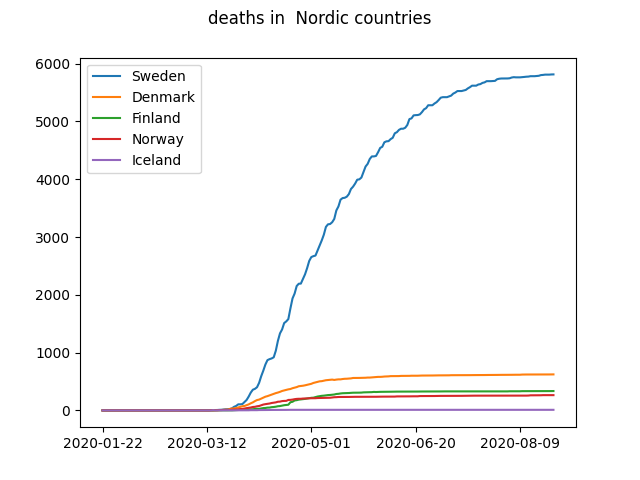 deaths in  Nordic countries
6000
5000
4000
3000
2000
1000
0
Sweden
Denmark
Finland
Norway
Iceland
2020-01-22 2020-03-12 2020-05-01 2020-06-20 2020-08-09